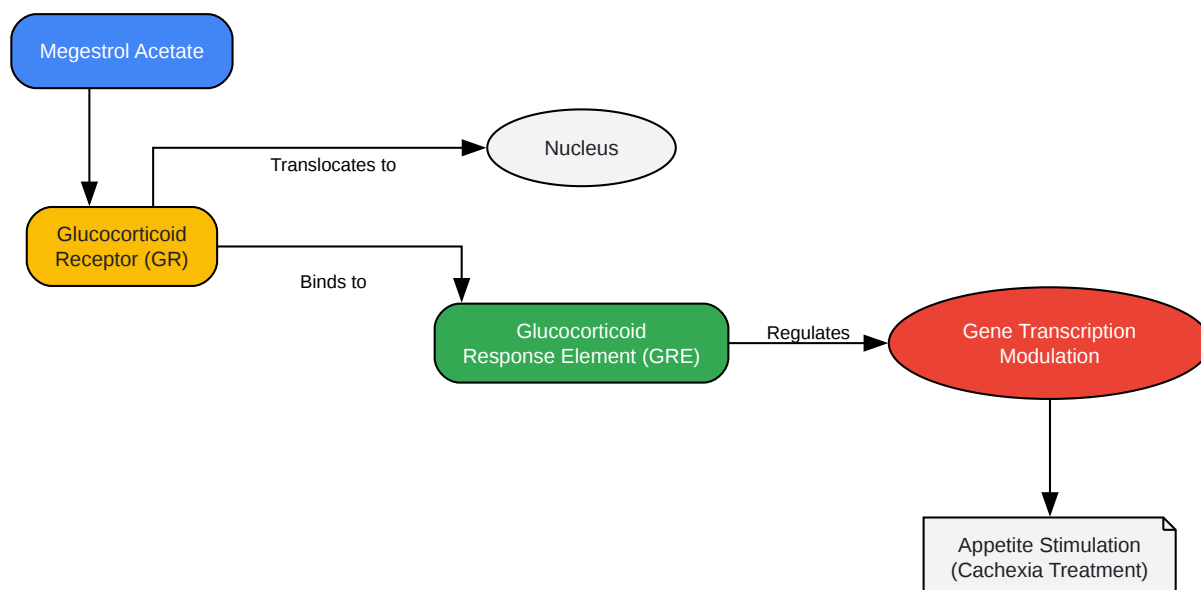 Megestrol Acetate
Translocates to
Nucleus
Glucocorticoid
Receptor (GR)
Binds to
Glucocorticoid
Response Element (GRE)
Regulates
Gene Transcription
Modulation
Appetite Stimulation
(Cachexia Treatment)